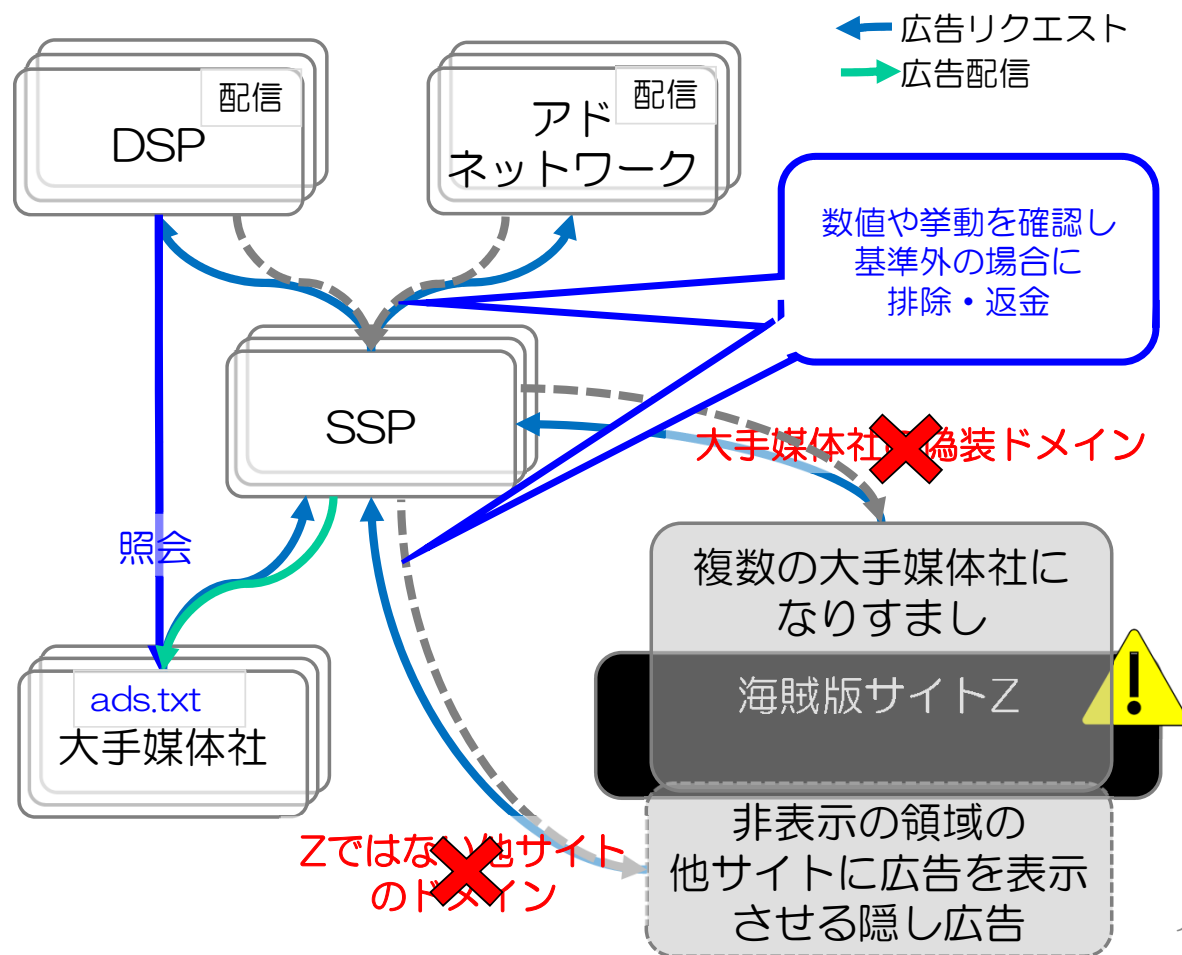 広告リクエスト
広告配信
配信
DSP
配信
アド
ネットワーク
数値や挙動を確認し
基準外の場合に
排除・返金
SSP
大手媒体社の偽装ドメイン
照会
複数の大手媒体社に
なりすまし
海賊版サイトZ
ads.txt
大手媒体社
Zではない他サイト
のドメイン
非表示の領域の
他サイトに広告を表示
させる隠し広告